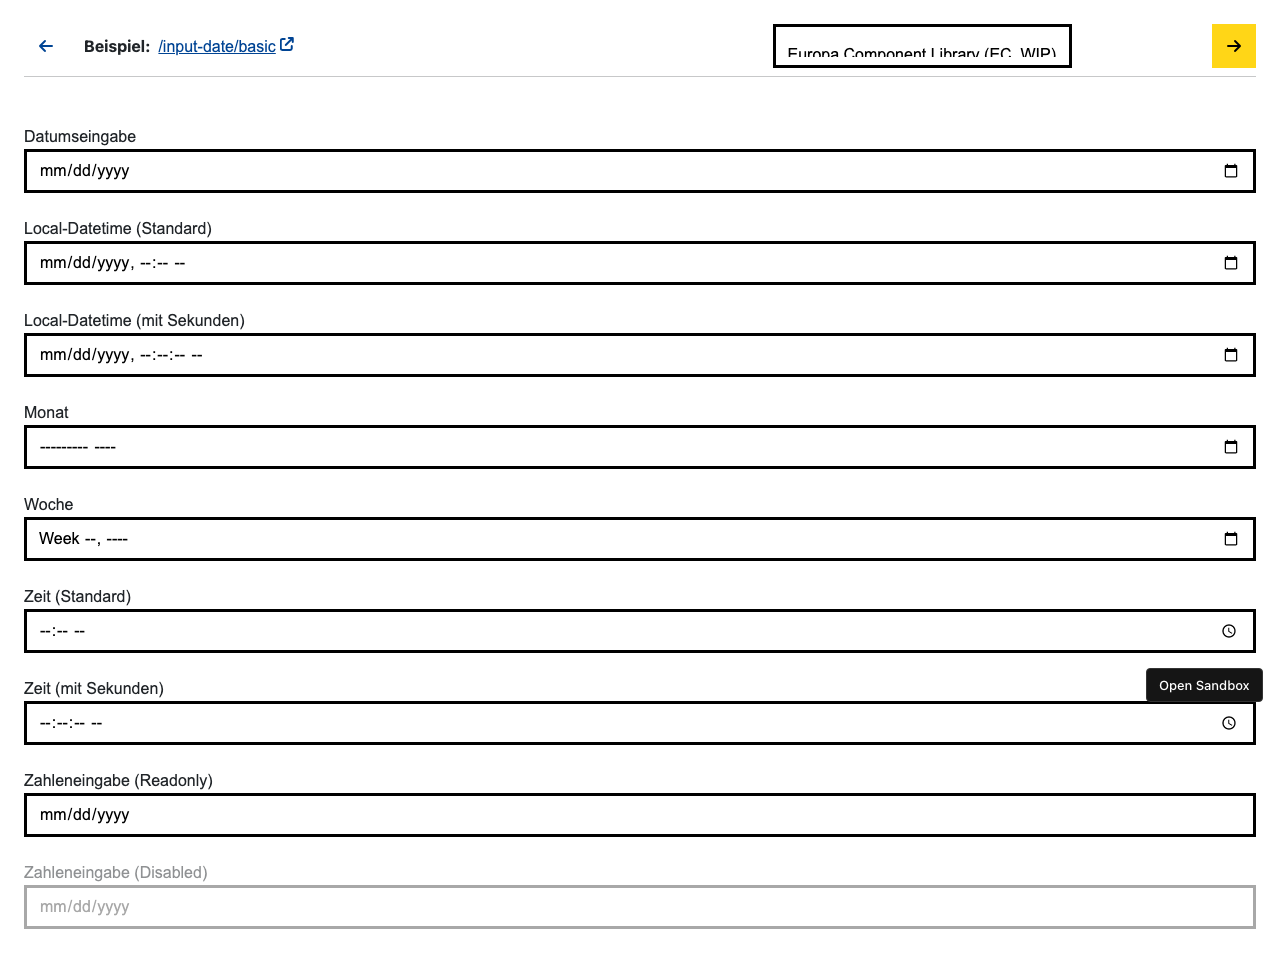 Beispiel: /input-date/basic
Europa Component Library (EC, WIP)
Datumseingabe
mm/dd/yyyy
Local-Datetime (Standard)
mm/dd/yyyy, --:-- --
Local-Datetime (mit Sekunden)
mm/dd/yyyy, --:--:-- --
Monat
--------- ----
Woche
Week --, ----
Zeit (Standard)
--:-- --
Zeit (mit Sekunden)
Open Sandbox
--:--:-- --
Zahleneingabe (Readonly)
mm/dd/yyyy
Zahleneingabe (Disabled)
mm/dd/yyyy